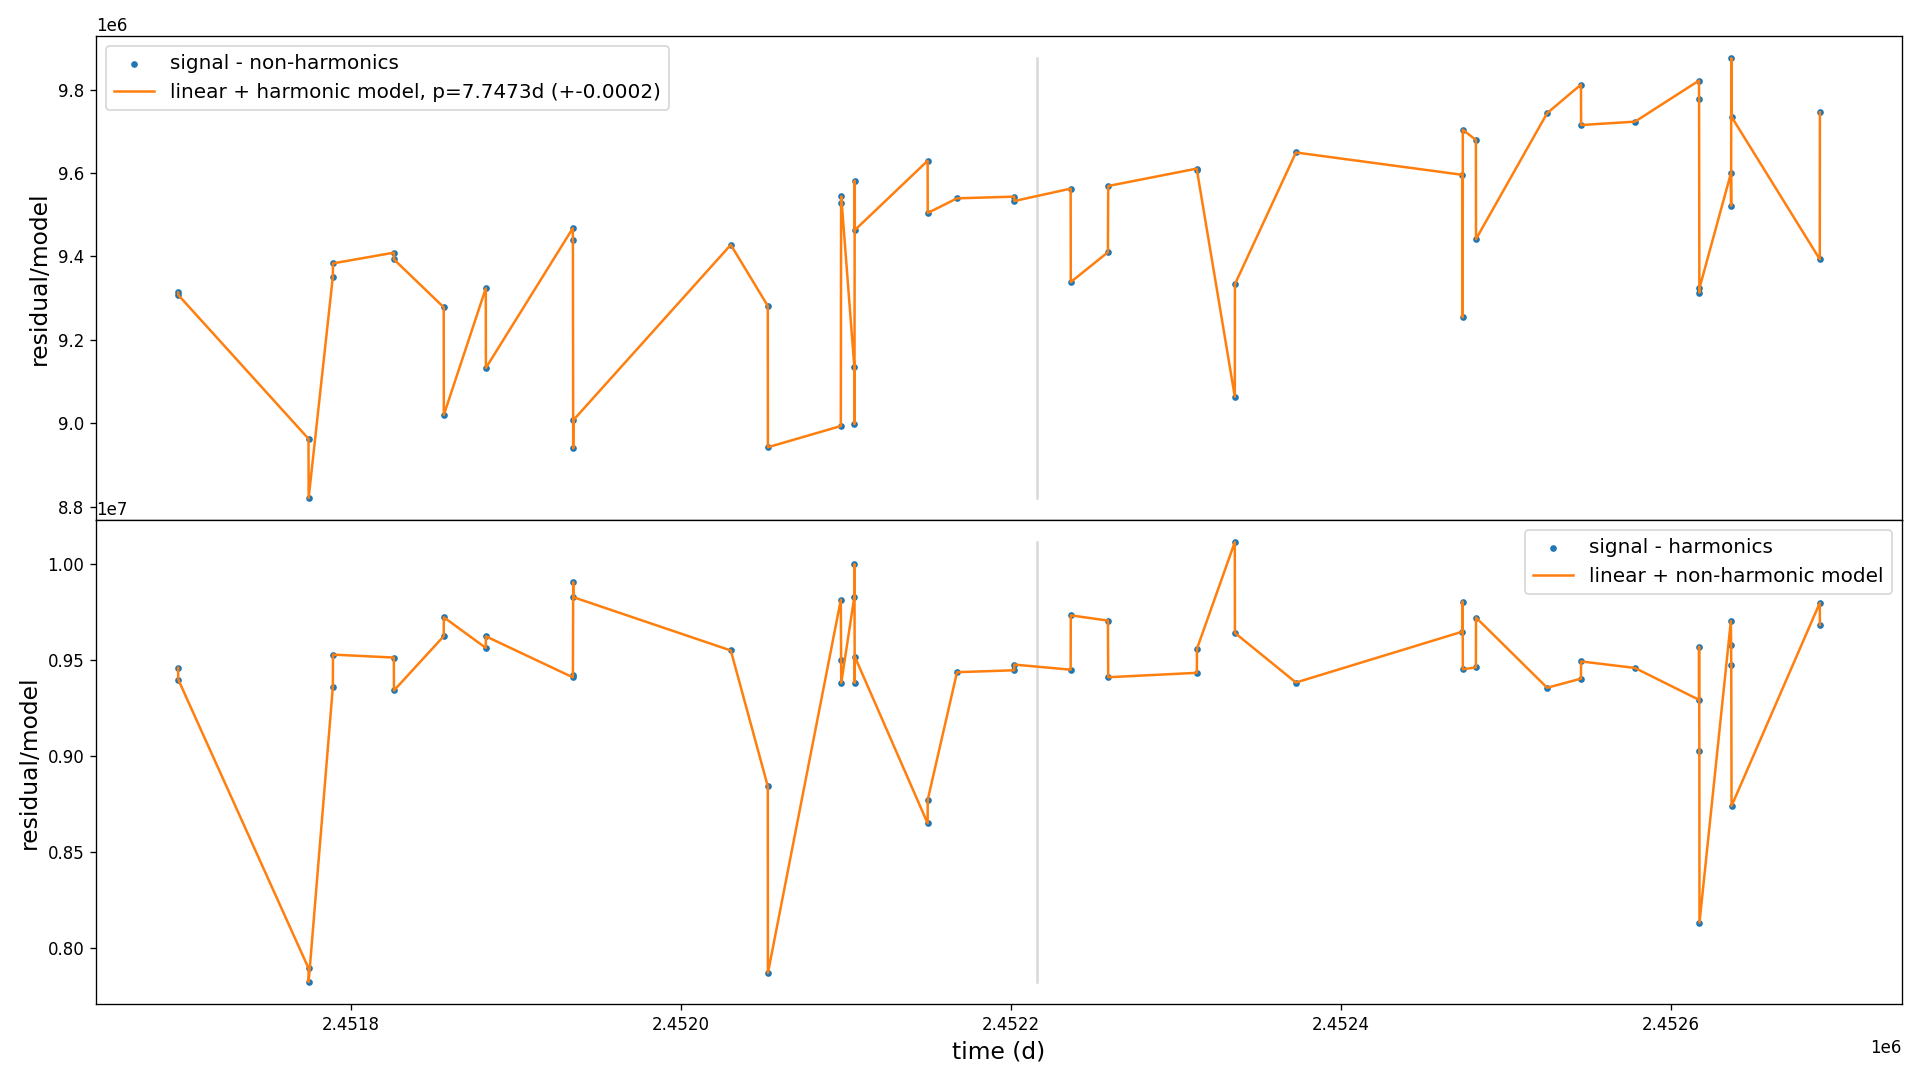 1e6
signal - non-harmonics
linear + harmonic model, p=7.7473d (+-0.0002)
9.8
9.6
9.4
9.2
9.0
8.8
residual/model
1e7
signal - harmonics
linear + non-harmonic model
1.00
0.95
0.90
0.85
0.80
residual/model
2.4518 2.4520 2.4522 2.4524 2.4526
1e6
time (d)